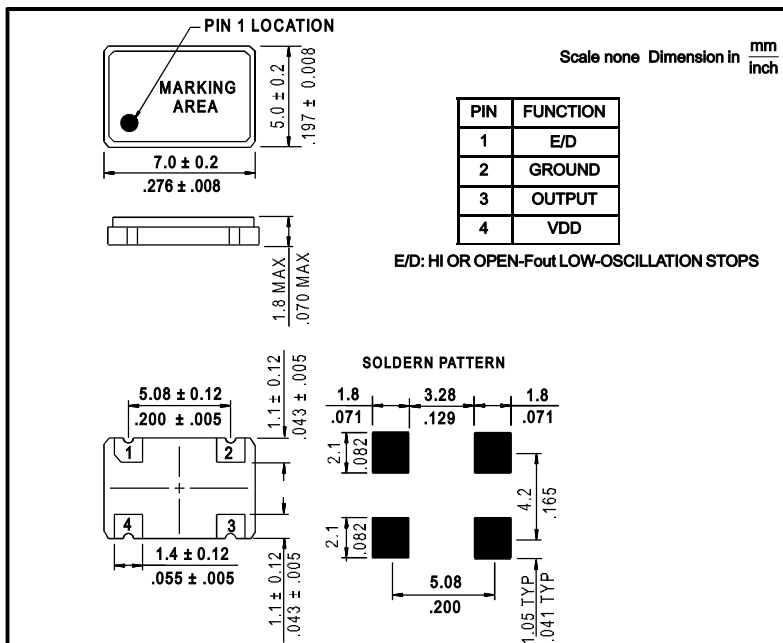 PIN 1 LOCATION
Scale none Dimension in mm
inch
MARKING
AREA
5.0 ± 0.2
.197 ± 0.008
7.0 ± 0.2
.276 ± .008
PIN FUNCTION
1 E/D
2 GROUND
3 OUTPUT
4 VDD
E/D: HI OR OPEN-Fout LOW-OSCILLATION STOPS
1.8 MAX
.070 MAX
5.08 ± 0.12
.200 ± .005
1.1 ± 0.12
.043 ± .005
1 2
4 3
1.4 ± 0.12
.055 ± .005
1.1 ± 0.12
.043 ± .005
SOLDERN PATTERN
1.8 3.28 1.8
.071 .129 .071
2.1
.082
4.2
.165
2.1
.082
5.08
.200
1.05 TYP
.041 TYP